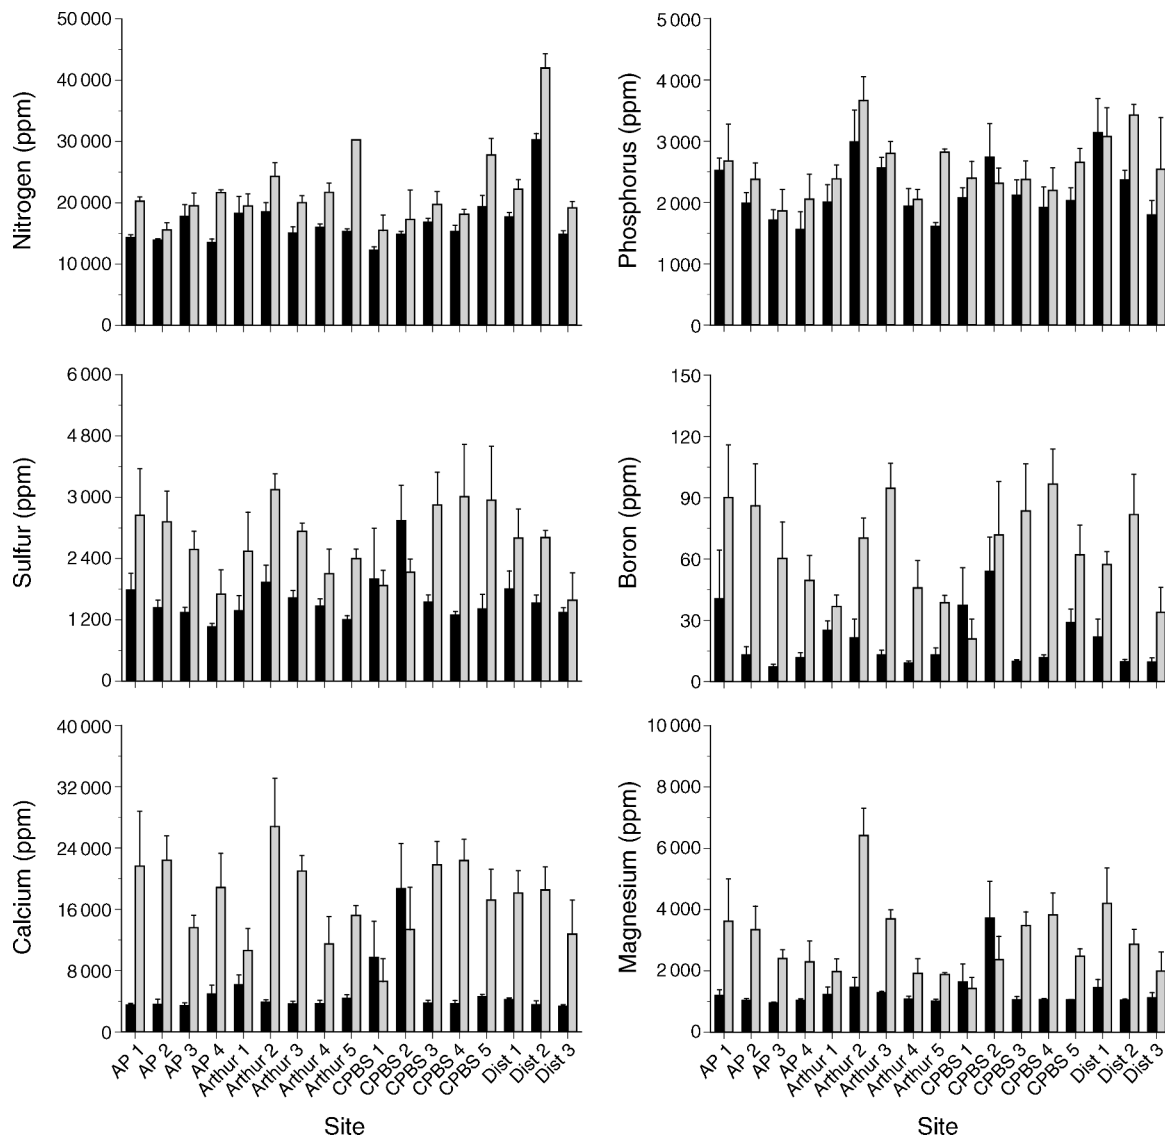 50 000
40 000
30 000
20 000
10 000
0
Nitrogen (ppm)
5 000
4 000
3 000
2 000
1 000
0
Phosphorus (ppm)
6 000
4 800
3 000
2 400
1 200
0
Sulfur (ppm)
150
120
90
60
30
0
Boron (ppm)
40 000
32 000
24 000
16 000
8 000
0
Calcium (ppm)
AP 1
AP 2
AP 3
AP 4
Arthur 1
Arthur 2
Arthur 3
Arthur 4
Arthur 5
CPBS 1
CPBS 2
CPBS 3
CPBS 4
CPBS 5
Dist 1
Dist 2
Dist 3
Site
10 000
8 000
6 000
4 000
2 000
0
Magnesium (ppm)
AP 1
AP 2
AP 3
AP 4
Arthur 1
Arthur 2
Arthur 3
Arthur 4
Arthur 5
CPBS 1
CPBS 2
CPBS 3
CPBS 4
CPBS 5
Dist 1
Dist 2
Dist 3
Site